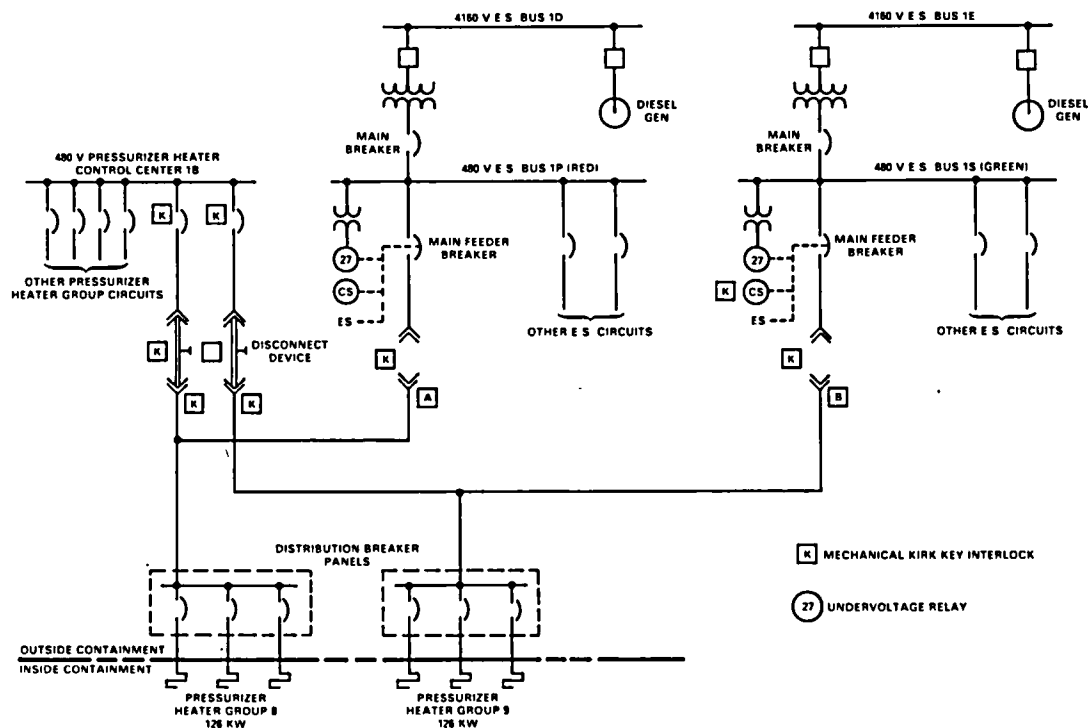 4160 V E S BUS 1D
4160 V E S BUS 1E
DIESEL
GEN
DIESEL
GEN
MAIN
BREAKER
MAIN
BREAKER
480 V PRESSURIZER HEATER
CONTROL CENTER 1B
480 V E S BUS 1P (RED)
480 V E S BUS 1S (GREEN)
K
K
27
CS
ES
MAIN FEEDER
BREAKER
27
K
CS
ES
MAIN FEEDER
BREAKER
OTHER PRESSURIZER
HEATER GROUP CIRCUITS
OTHER E S CIRCUITS
OTHER E S CIRCUITS
K
DISCONNECT
DEVICE
K
K
K
K
A
B
DISTRIBUTION BREAKER
PANELS
K MECHANICAL KIRK KEY INTERLOCK
27 UNDERVOLTAGE RELAY
OUTSIDE CONTAINMENT
INSIDE CONTAINMENT
PRESSURIZER
HEATER GROUP 8
126 KW
PRESSURIZER
HEATER GROUP 9
126 KW